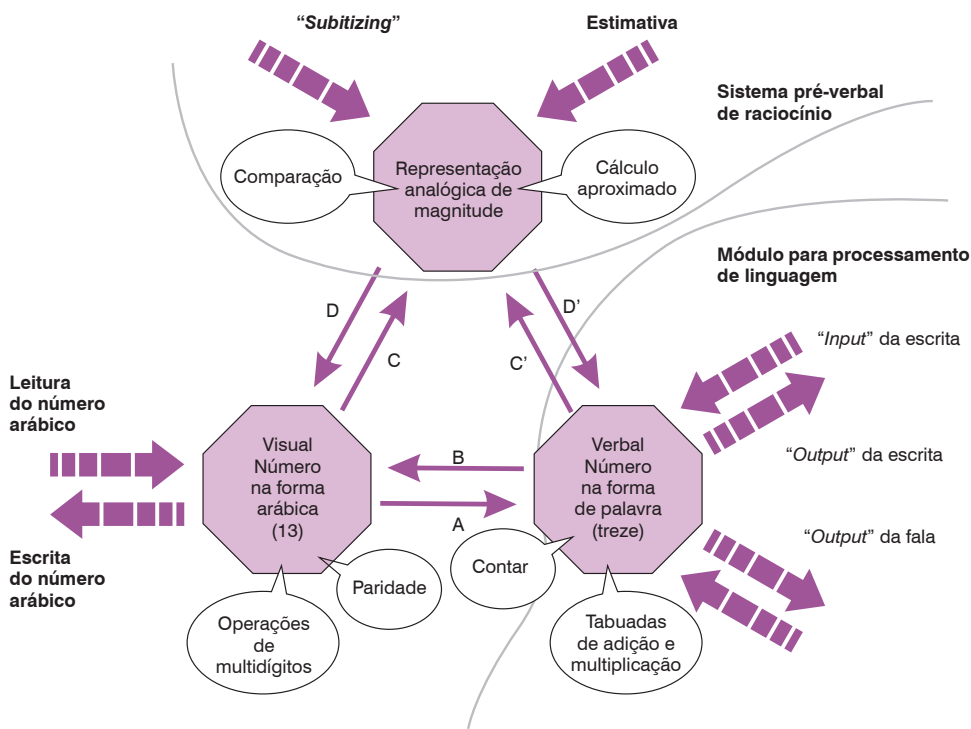 “Subitizing”
Estimativa
Sistema pré-verbal
de raciocínio
Comparação
Representação
analógica de
magnitude
Cálculo
aproximado
Módulo para processamento
de linguagem
D
C
D’
C’
“Input” da escrita
Leitura
do número
arábico
Visual
Número
na forma
arábica
(13)
B
A
Verbal
Número
na forma
de palavra
(treze)
“Output” da escrita
“Output” da fala
Escrita
do número
arábico
Paridade
Contar
Operações
de
multidígitos
Tabuadas
de adição e
multiplicação